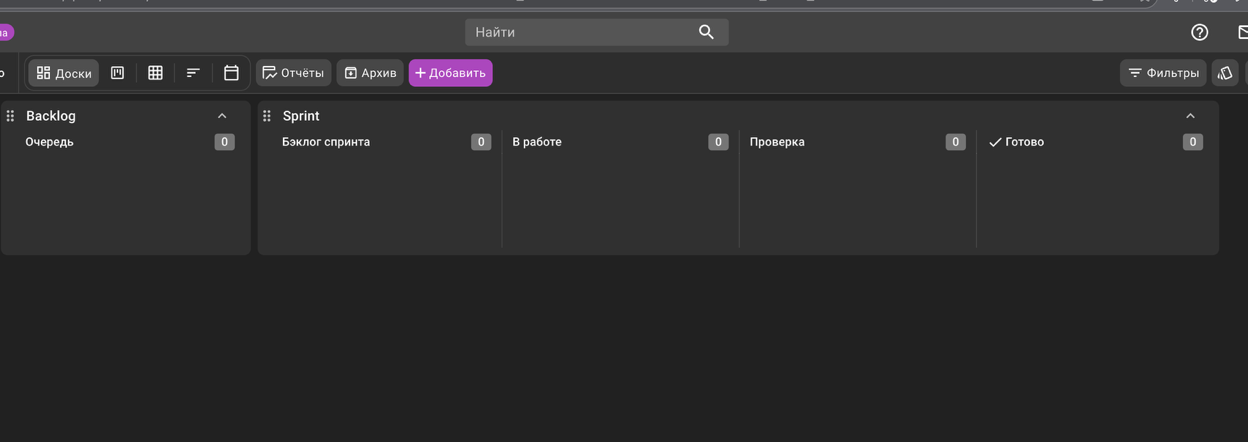 Найти
Доски
Отчёты
Архив
Добавить
Фильтры
Backlog
Очередь 0
Sprint
Бэклог спринта 0
В работе 0
Проверка 0
Готово 0